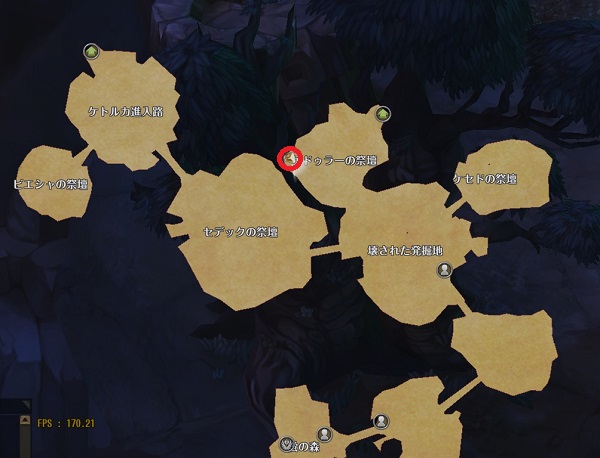 ケトルカ進入路
ドゥラーの祭壇
ピエシャの祭壇
ケセドの祭壇
セデックの祭壇
壊された発掘地
の森
FPS : 170.21